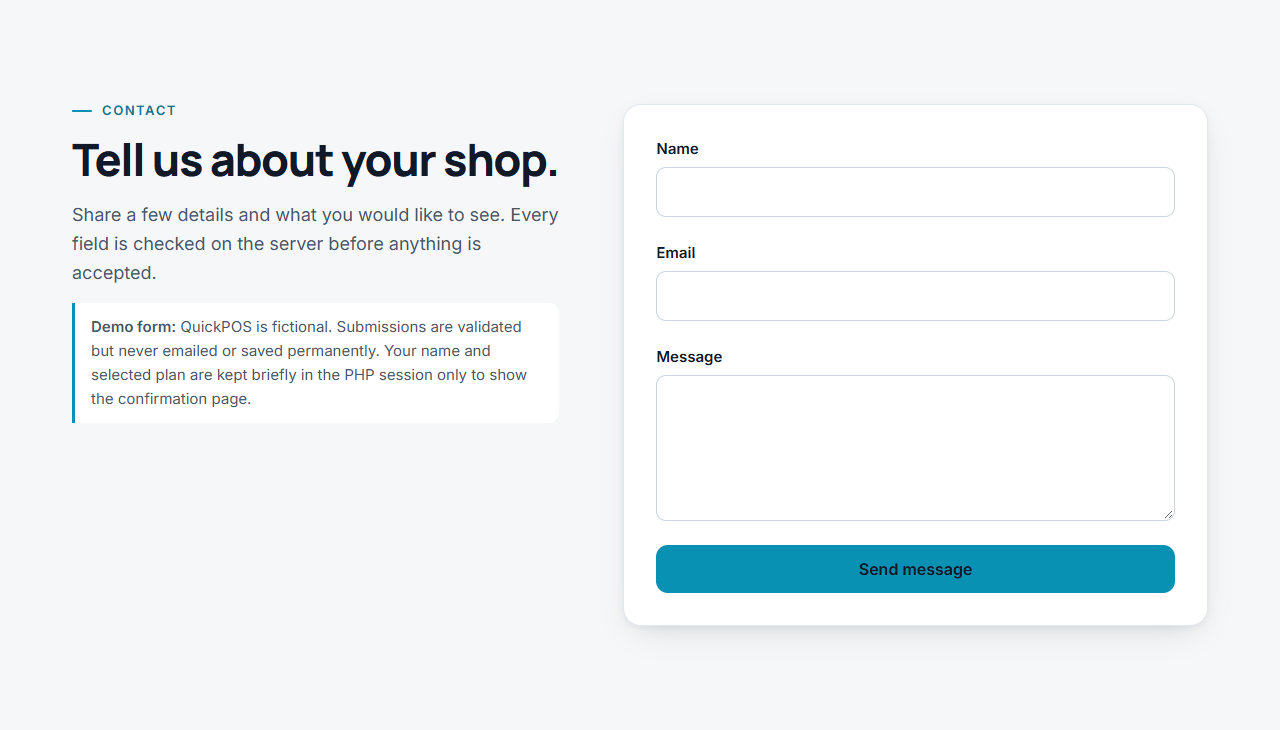 CONTACT
Tell us about your shop.
Share a few details and what you would like to see. Every
field is checked on the server before anything is
accepted.
Demo form: QuickPOS is fictional. Submissions are validated
but never emailed or saved permanently. Your name and
selected plan are kept briefly in the PHP session only to show
the confirmation page.
Name
Email
Message
Send message